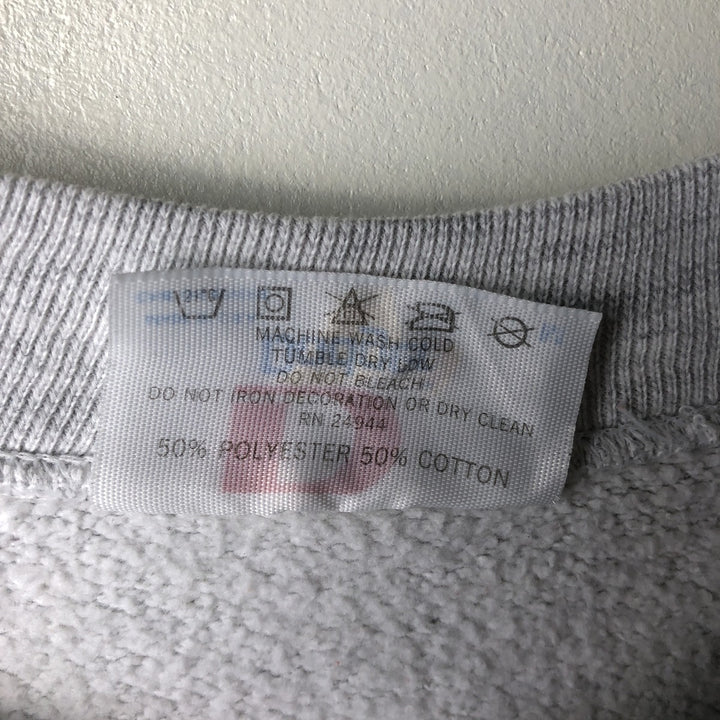 21°C
MACHINE WASH COLD
TUMBLE DRY LOW
DO NOT BLEACH
DO NOT IRON DECORATION OR DRY CLEAN
RN 24944
50% POLYESTER 50% COTTON